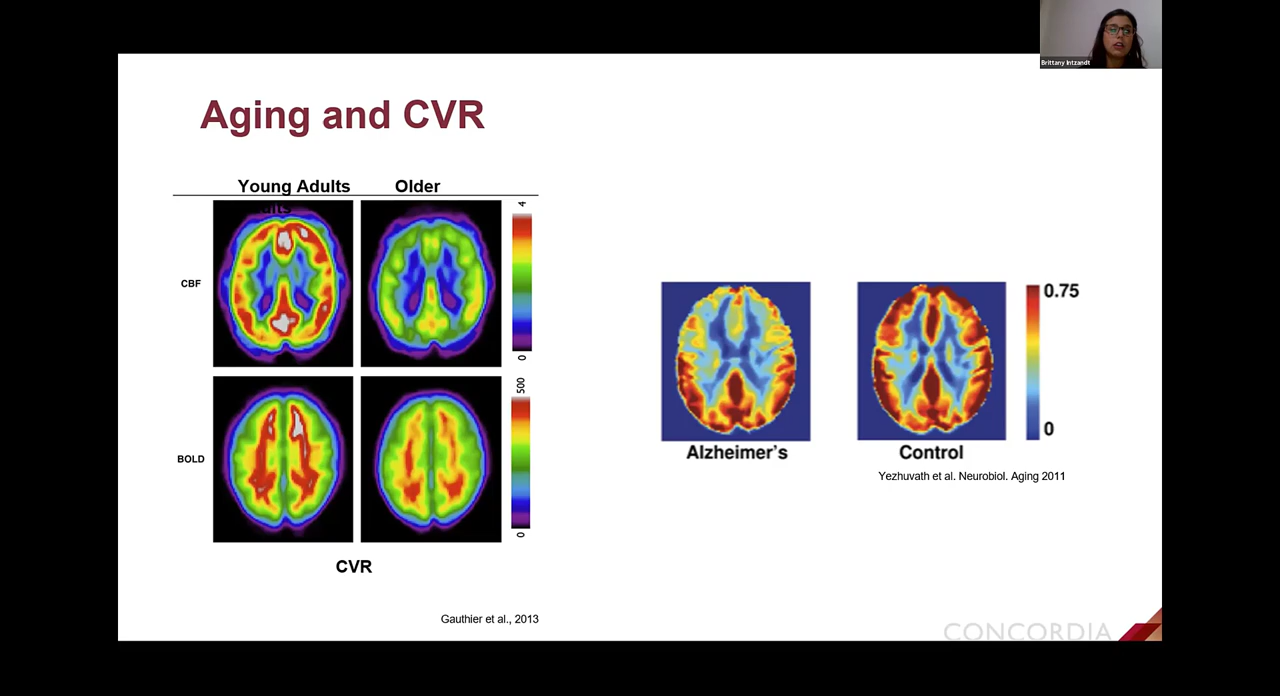 Brittany Intzandt
Aging and CVR
Young Adults Older
4
CBF
0
500
BOLD
0
CVR
Gauthier et al., 2013
0.75
0
Alzheimer's Control
Yezhuvath et al. Neurobiol. Aging 2011
CONCORDIA